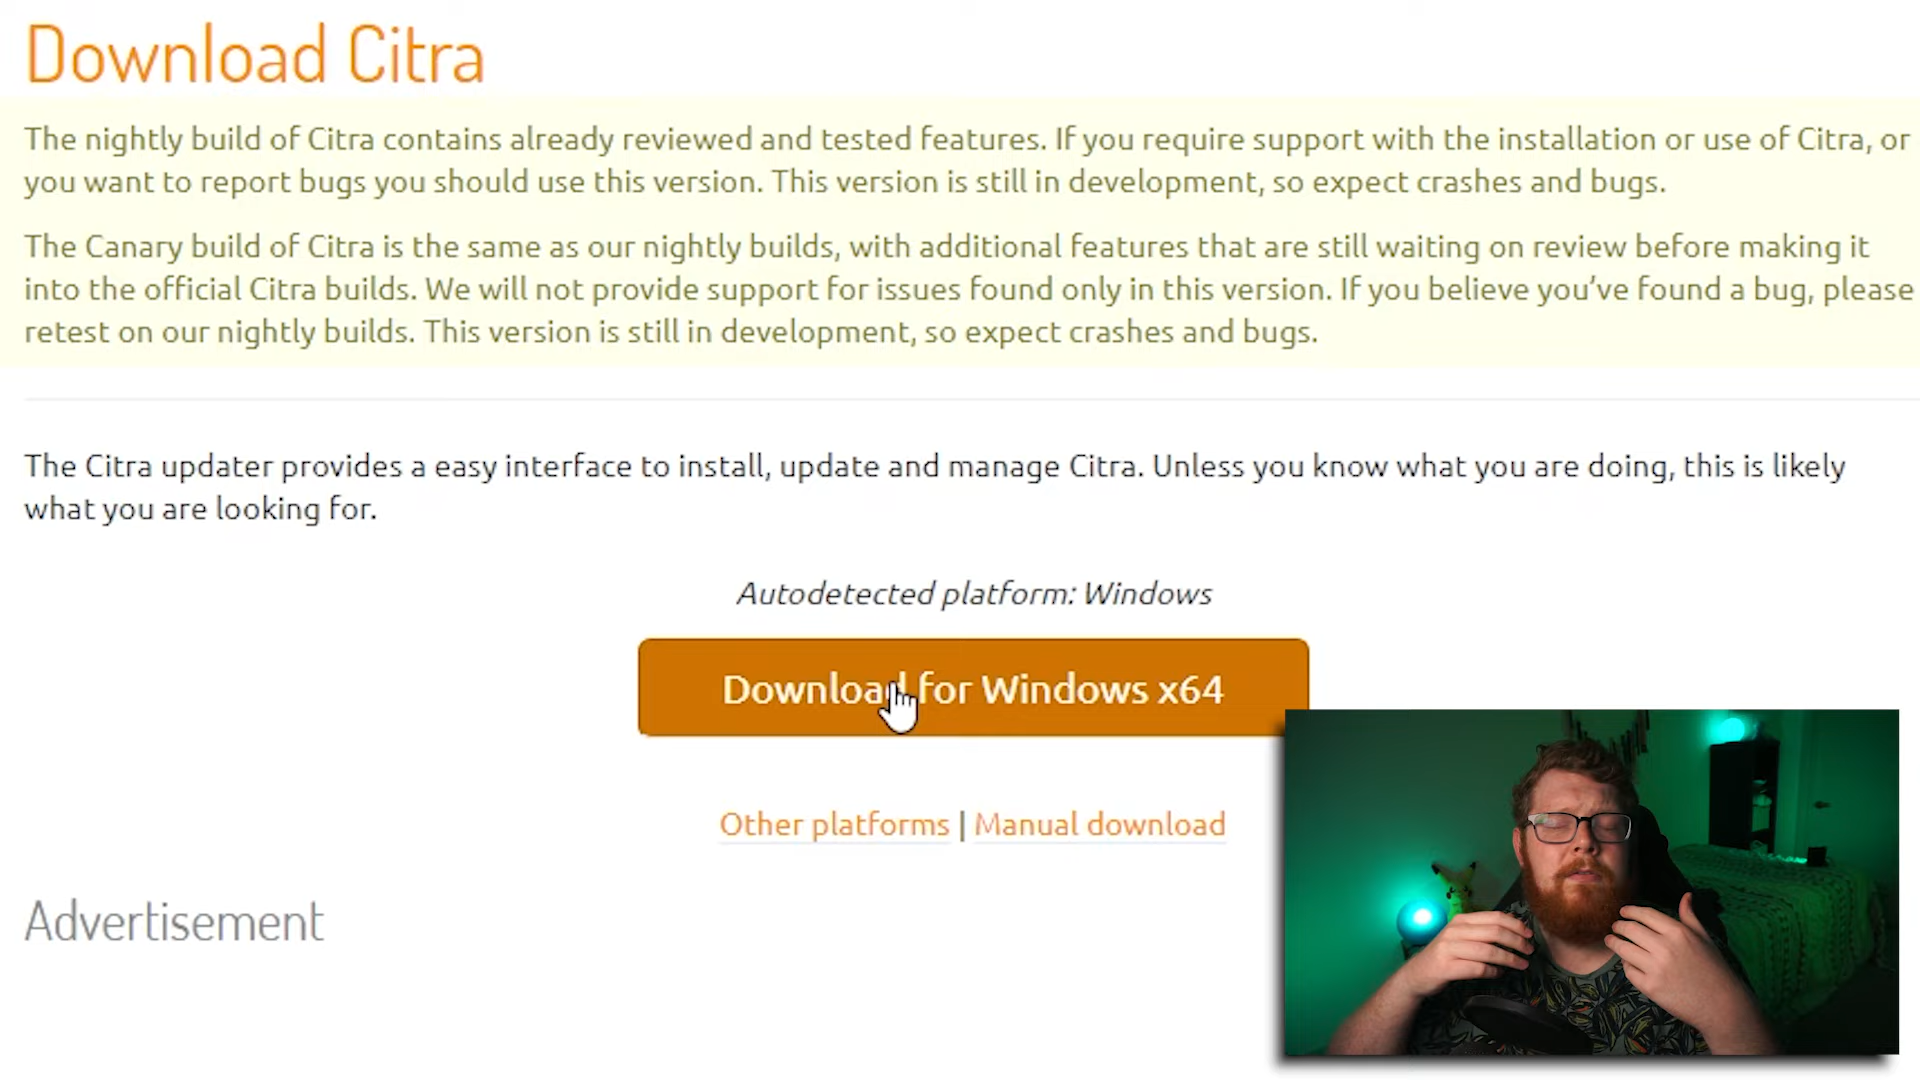 Download Citra
The nightly build of Citra contains already reviewed and tested features. If you require support with the installation or use of Citra, or
you want to report bugs you should use this version. This version is still in development, so expect crashes and bugs.
The Canary build of Citra is the same as our nightly builds, with additional features that are still waiting on review before making it
into the official Citra builds. We will not provide support for issues found only in this version. If you believe you’ve found a bug, please
retest on our nightly builds. This version is still in development, so expect crashes and bugs.
The Citra updater provides a easy interface to install, update and manage Citra. Unless you know what you are doing, this is likely
what you are looking for.
Autodetected platform: Windows
Download for Windows x64
Other platforms | Manual download
Advertisement